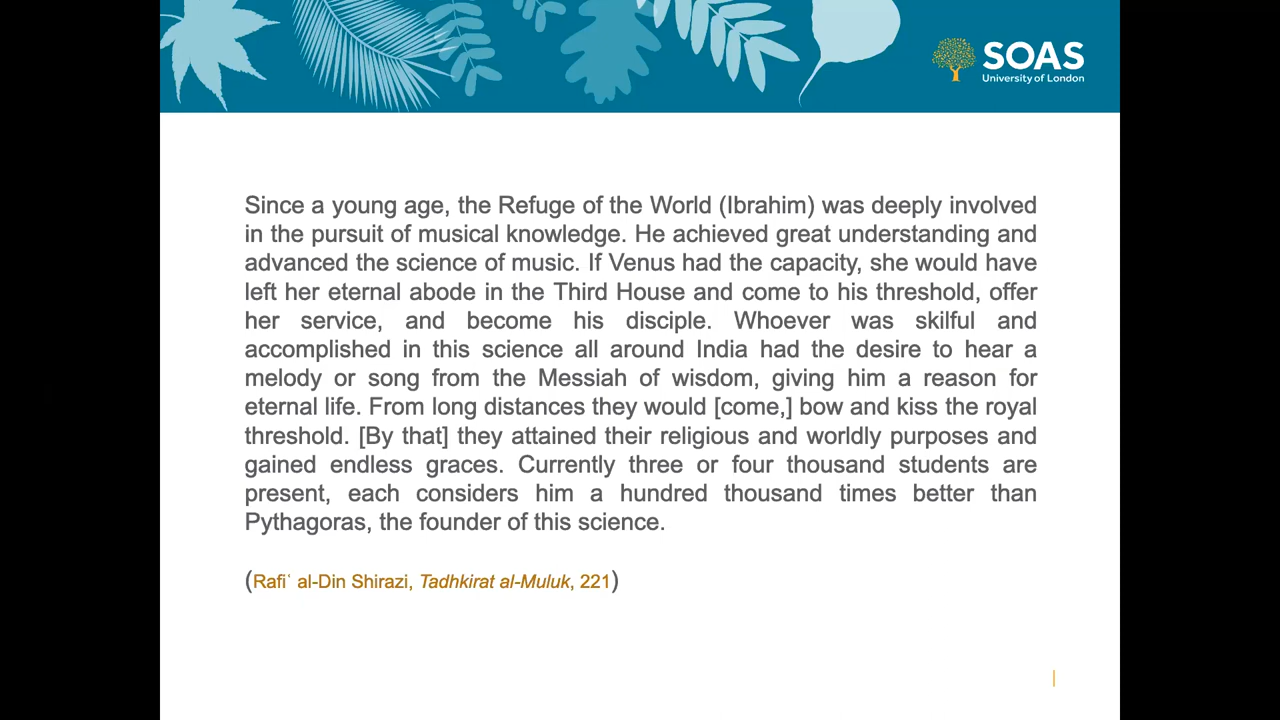 SOAS
University of London
Since a young age, the Refuge of the World (Ibrahim) was deeply involved
in the pursuit of musical knowledge. He achieved great understanding and
advanced the science of music. If Venus had the capacity, she would have
left her eternal abode in the Third House and come to his threshold, offer
her service, and become his disciple. Whoever was skilful and
accomplished in this science all around India had the desire to hear a
melody or song from the Messiah of wisdom, giving him a reason for
eternal life. From long distances they would [come,] bow and kiss the royal
threshold. [By that] they attained their religious and worldly purposes and
gained endless graces. Currently three or four thousand students are
present, each considers him a hundred thousand times better than
Pythagoras, the founder of this science.
(Rafiʿ al-Din Shirazi, Tadhkirat al-Muluk, 221)